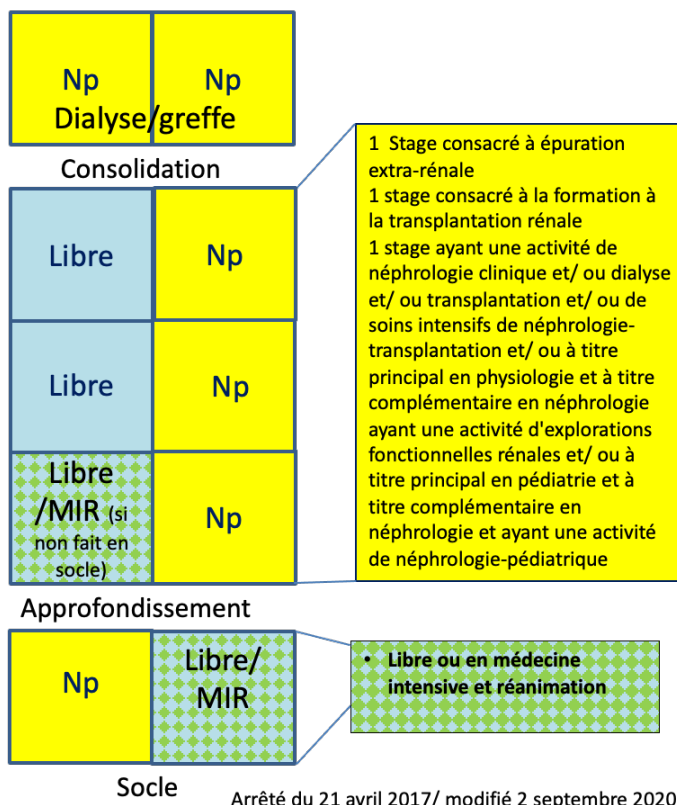 Np Np
Dialyse/greffe
Consolidation
Libre Np
Libre Np
Libre
/MIR (si
non fait en
socle)
Np
Approfondissement
Np
Libre/
MIR
Socle
1 Stage consacré à épuration
extra-rénale
1 stage consacré à la formation à
la transplantation rénale
1 stage ayant une activité de
néphrologie clinique et/ ou dialyse
et/ ou transplantation et/ ou de
soins intensifs de néphrologie-
transplantation et/ ou à titre
principal en physiologie et à titre
complémentaire en néphrologie
ayant une activité d'explorations
fonctionnelles rénales et/ ou à
titre principal en pédiatrie et à
titre complémentaire en
néphrologie et ayant une activité
de néphrologie-pédiatrique
• Libre ou en médecine
intensive et réanimation
Arrêté du 21 avril 2017/ modifié 2 septembre 2020